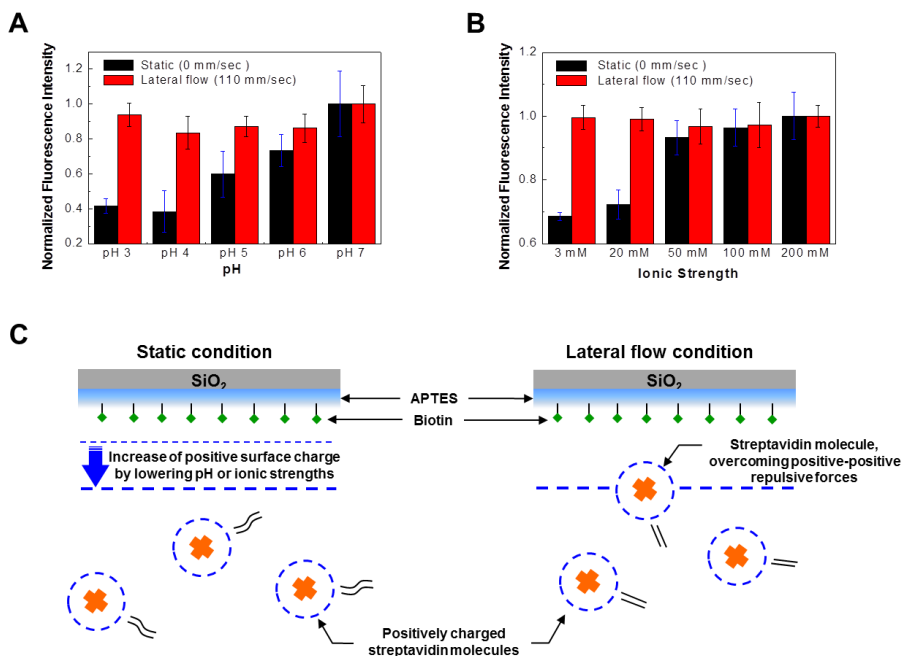 A
Normalized Fluorescence Intensity
Static (0 mm/sec )
Lateral flow (110 mm/sec)
1.2
1.0
0.8
0.6
0.4
0.2
pH 3 pH 4 pH 5 pH 6 pH 7
pH
B
Normalized Fluorescence Intensity
Static (0 mm/sec)
Lateral flow (110 mm/sec)
1.2
1.0
0.8
0.6
3 mM 20 mM 50 mM 100 mM 200 mM
Ionic Strength
C
Static condition
Lateral flow condition
SiO₂
SiO₂
APTES
Biotin
Increase of positive surface charge
by lowering pH or ionic strengths
Streptavidin molecule,
overcoming positive-positive
repulsive forces
Positively charged
streptavidin molecules